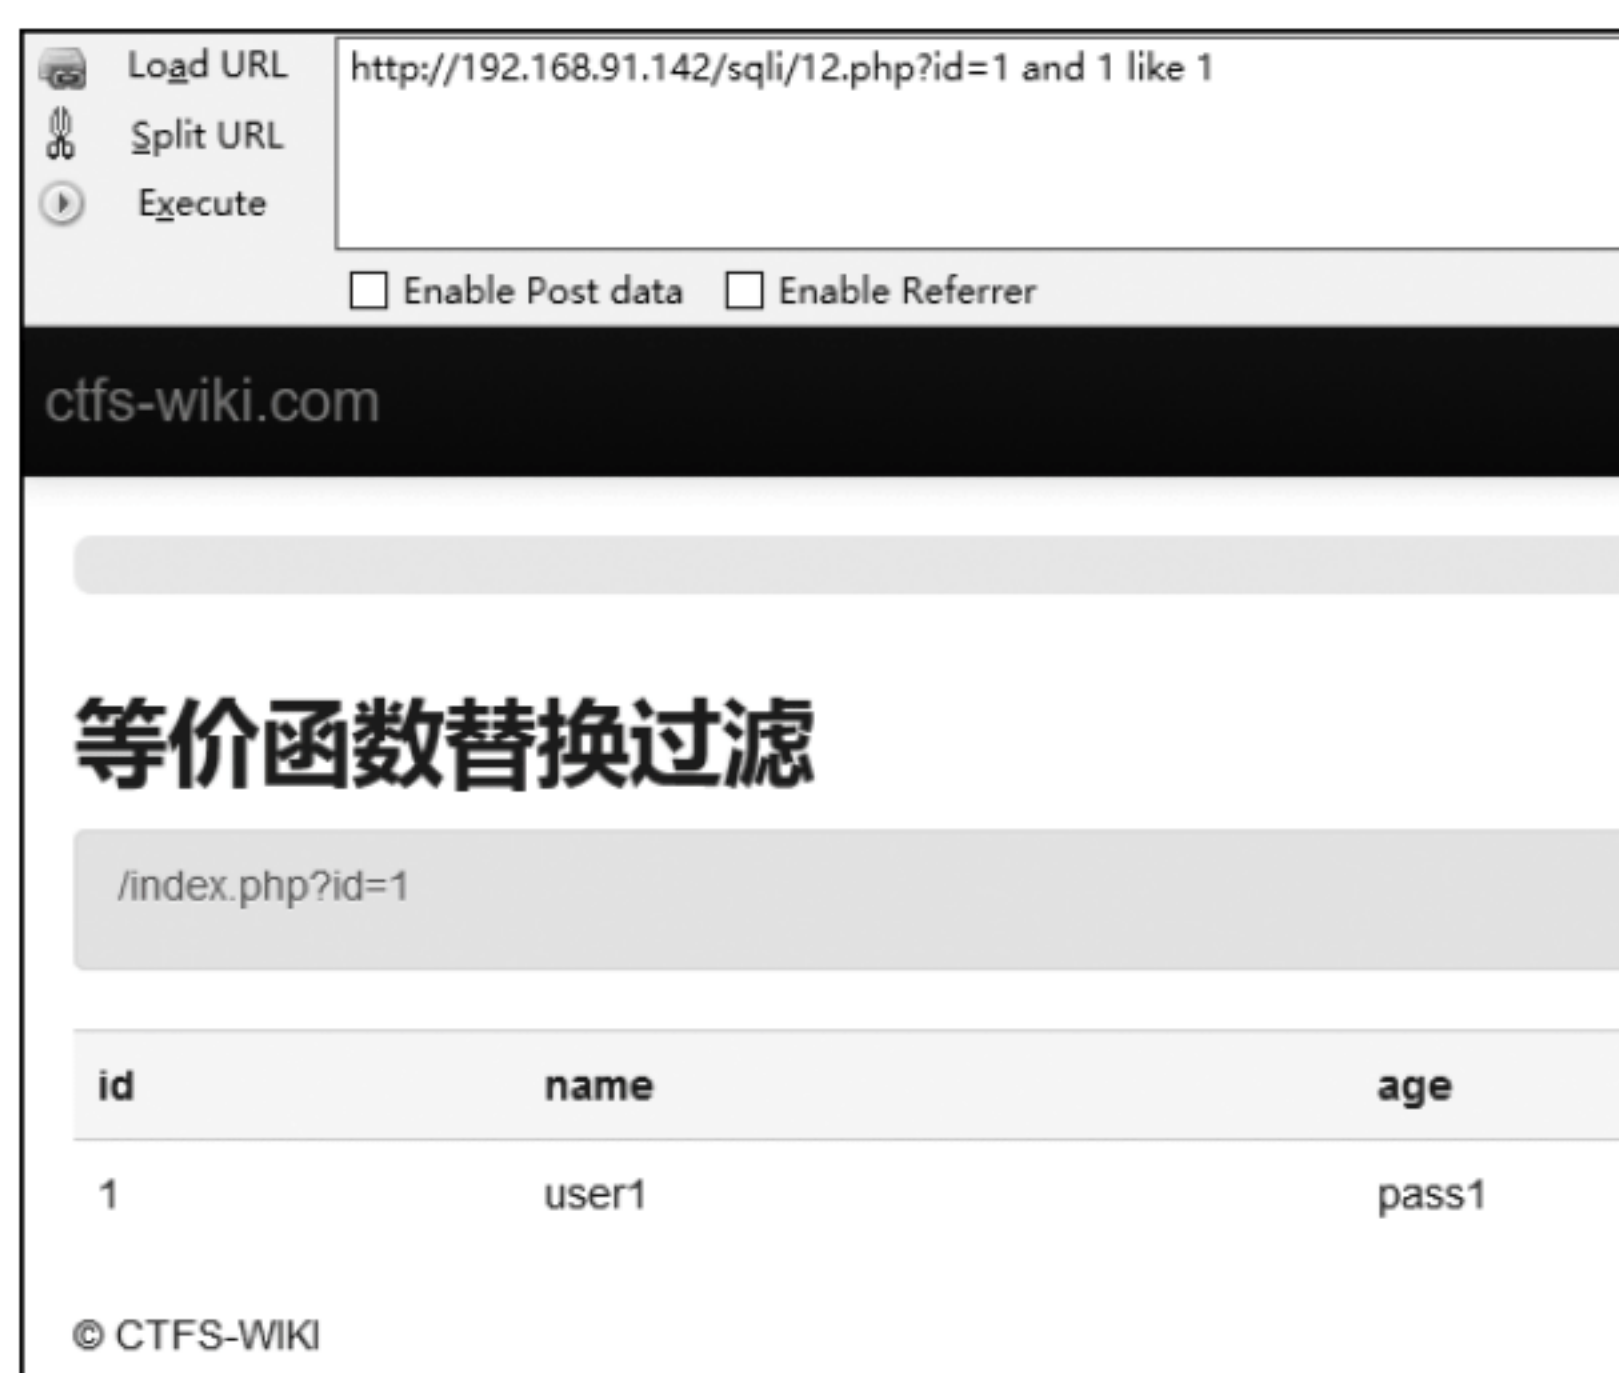 Load URL
http://192.168.91.142/sqli/12.php?id=1 and 1 like 1
Split URL
Execute
Enable Post data
Enable Referrer
ctfs-wiki.com
等价函数替换过滤
/index.php?id=1
id name age
1 user1 pass1
© CTFS-WIKI